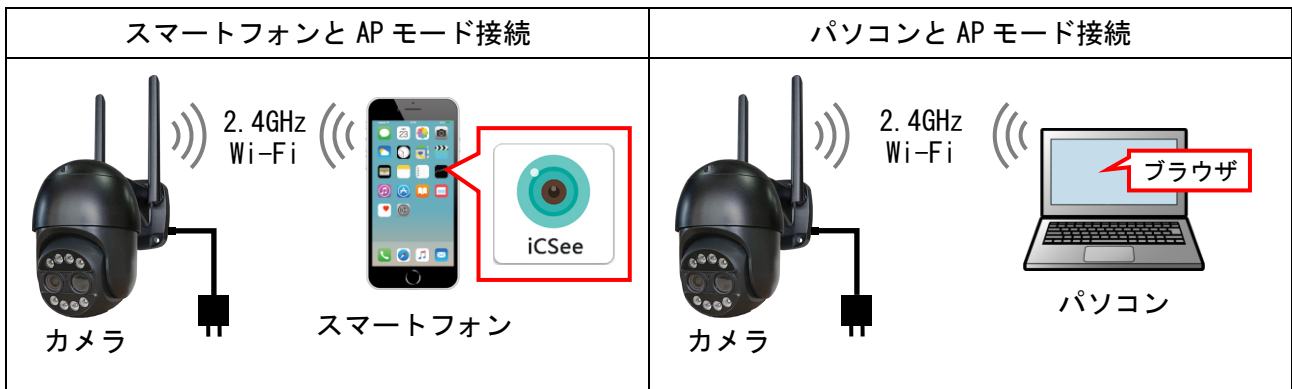 スマートフォンと AP モード接続
パソコンと AP モード接続
2.4GHz
Wi-Fi
iCSee
カメラ
スマートフォン
2.4GHz
Wi-Fi
ブラウザ
カメラ
パソコン